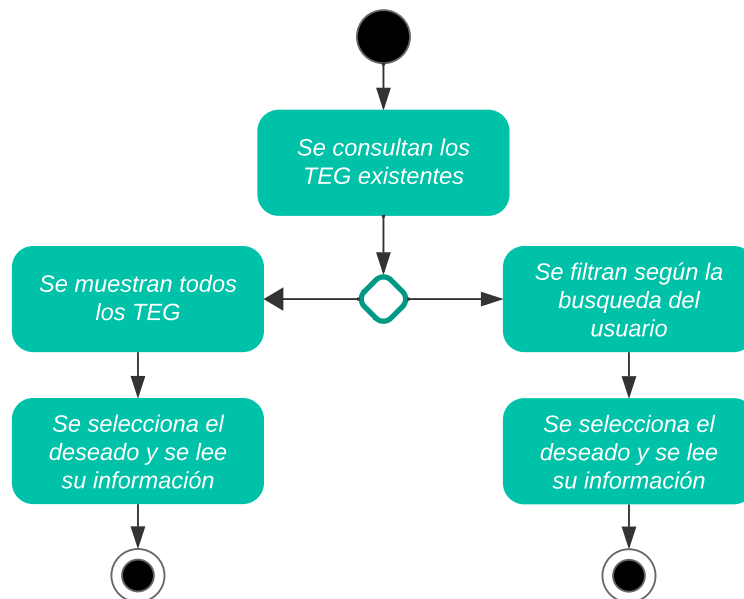 Se consultan los
TEG existentes
Se muestran todos
los TEG
Se filtran según la
busqueda del
usuario
Se selecciona el
deseado y se lee
su información
Se selecciona el
deseado y se lee
su información